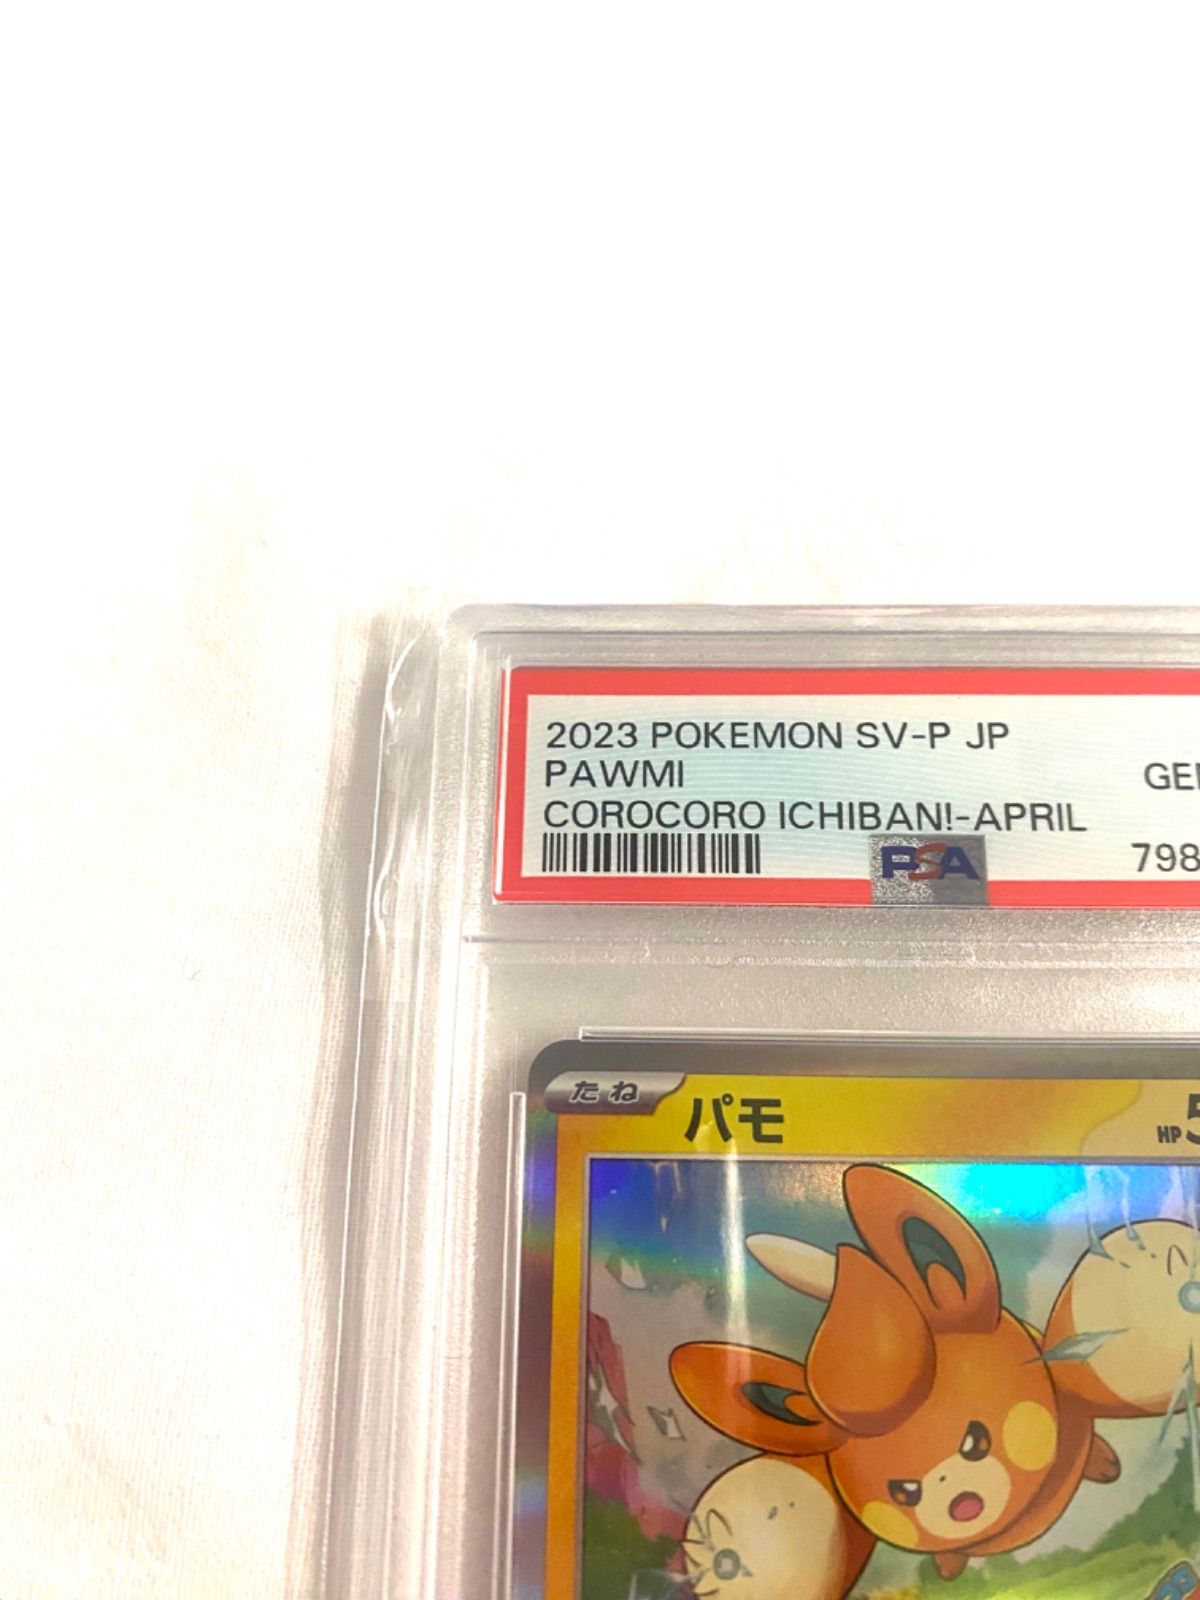 2023 POKEMON SV-P JP
PAWMI
COROCORO ICHIBAN!-APRIL
PSA
たね
パモ
HP